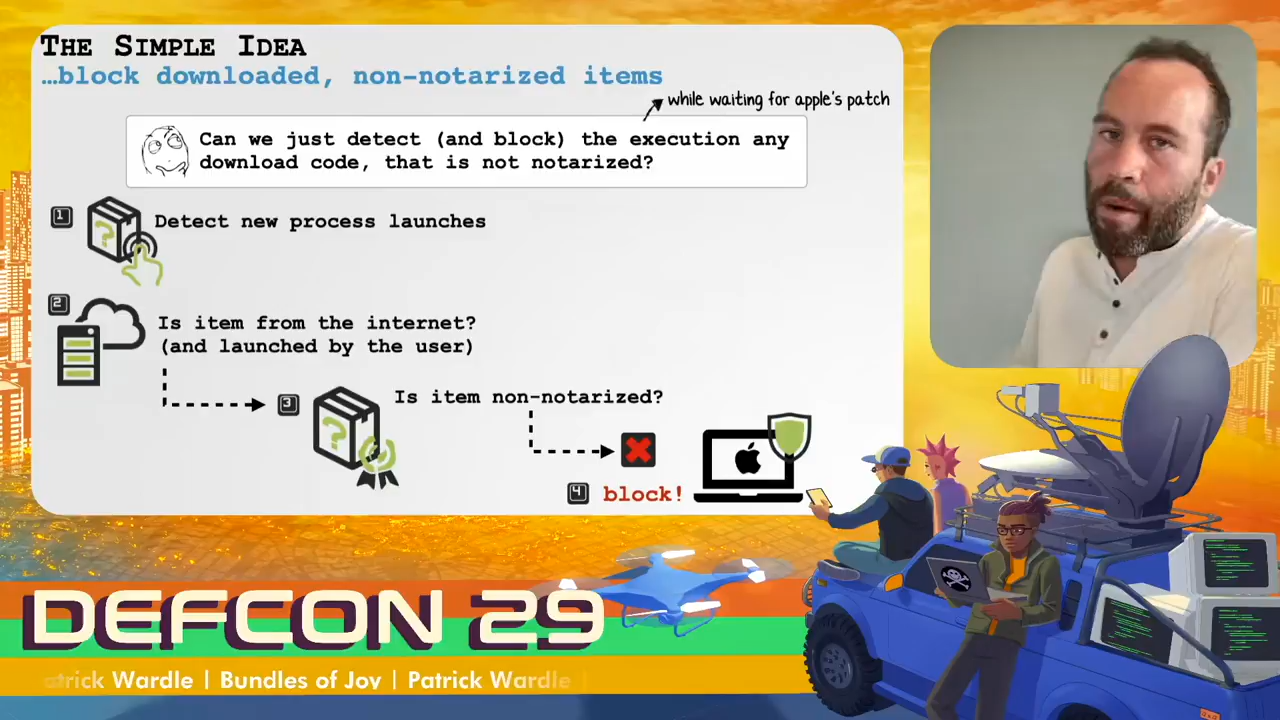 The Simple Idea
…block downloaded, non-notarized items
while waiting for apple's patch
Can we just detect (and block) the execution any
download code, that is not notarized?
1
Detect new process launches
2
Is item from the internet?
(and launched by the user)
3
Is item non-notarized?
4
block!
DEFCON 29
atrick Wardle | Bundles of Joy | Patrick Wardle